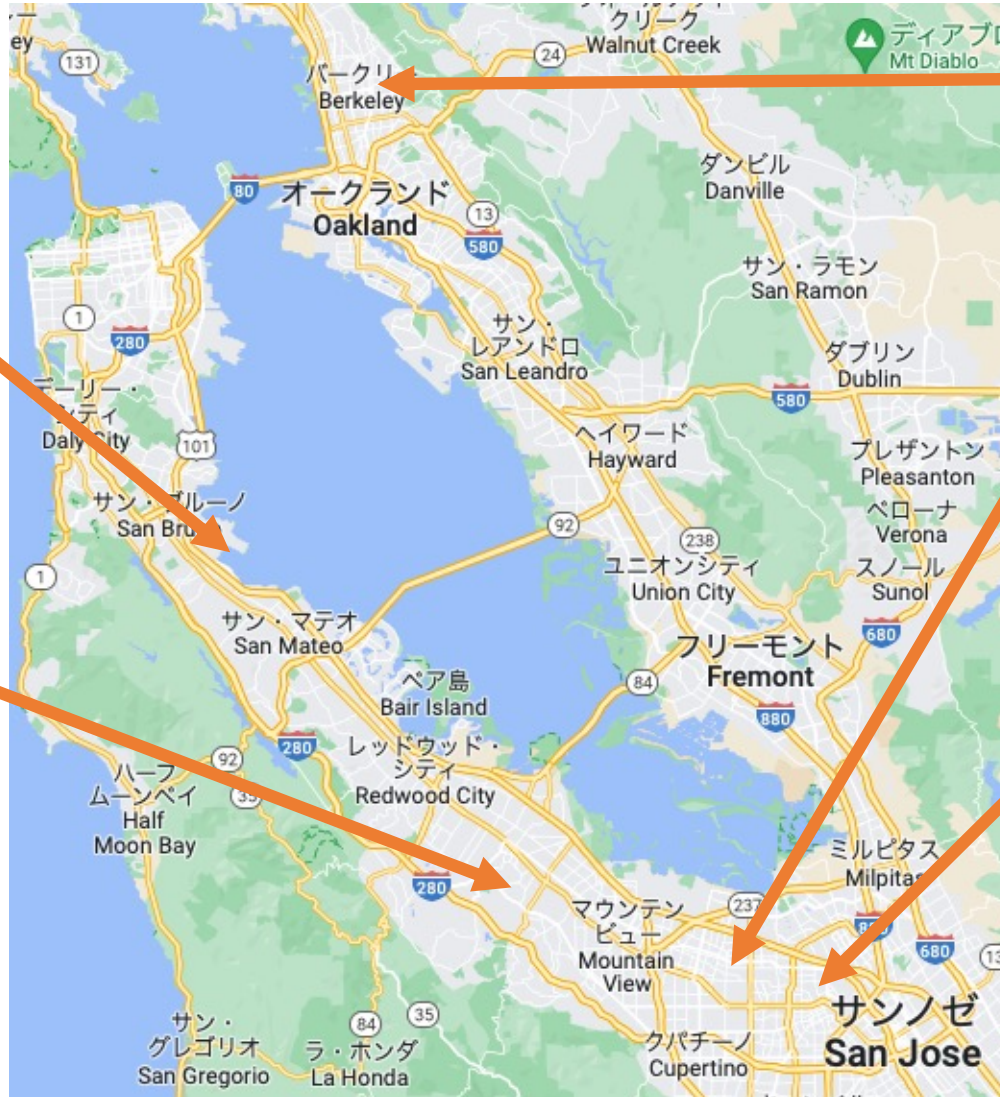 クリーク
Walnut Creek
ディアブロ
Mt Diablo
ey
131
24
バークリー
Berkeley
80
オークランド
Oakland
13
580
ダンビル
Danville
サン・ラモン
San Ramon
1
280
サン・
レアンドロ
San Leandro
ダブリン
Dublin
580
デーリー・
シティ
Daly City
101
ヘイワード
Hayward
プレザントン
Pleasanton
サン・ブルーノ
San Bruno
92
238
ベローナ
Verona
1
ユニオンシティ
Union City
スノール
Sunol
サン・マテオ
San Mateo
680
フリーモント
Fremont
ベア島
Bair Island
84
880
92
280
レッドウッド・
シティ
Redwood City
35
ハーフ
ムーンベイ
Half
Moon Bay
280
ミルピタス
Milpitas
マウンテン
ビュー
Mountain
View
237
880
680
13
サンノゼ
San Jose
サン・
グレゴリオ
San Gregorio
84
35
ラ・ホンダ
La Honda
クパチーノ
Cupertino